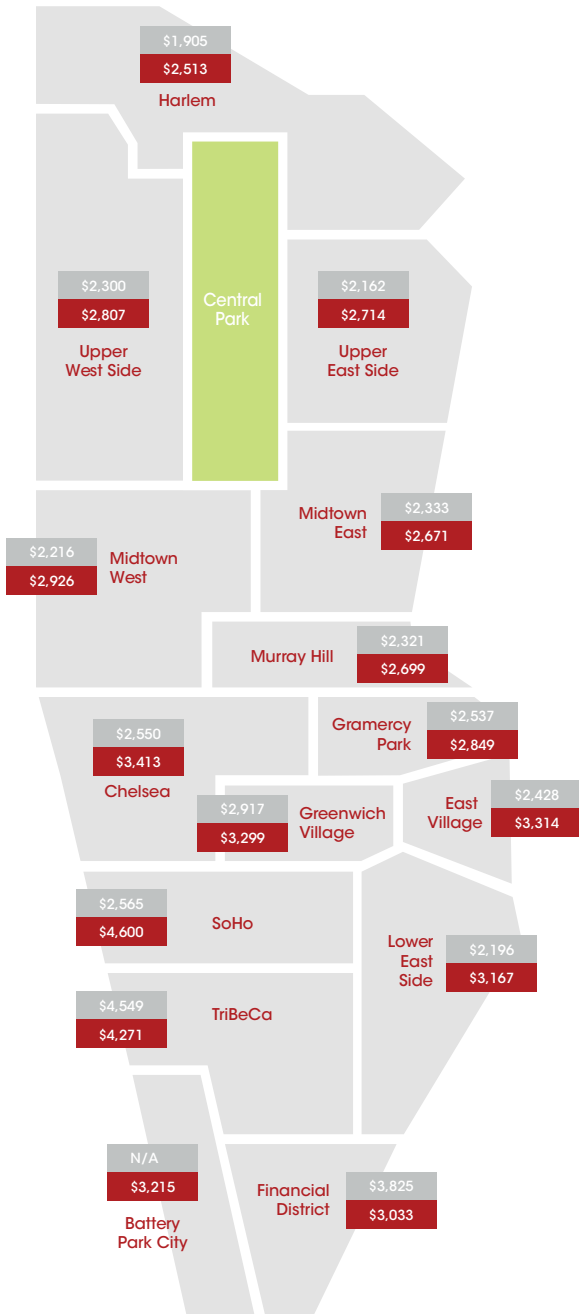 $1,905
$2,513
Harlem
$2,300
$2,807
Upper
West Side
Central
Park
$2,162
$2,714
Upper
East Side
Midtown
East
$2,333
$2,671
$2,216
$2,926
Midtown
West
Murray Hill
$2,321
$2,699
$2,550
$3,413
Chelsea
Gramercy
Park
$2,537
$2,849
$2,917
$3,299
Greenwich
Village
East
Village
$2,428
$3,314
$2,565
$4,600
SoHo
Lower
East
Side
$2,196
$3,167
$4,549
$4,271
TriBeCa
N/A
$3,215
Battery
Park City
Financial
District
$3,825
$3,033